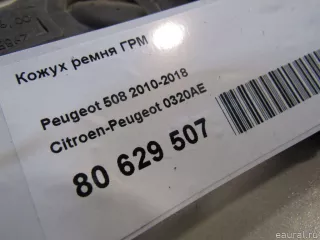 Кожух ремня ГРМ
Peugeot 508 2010-2018
Citroen-Peugeot 0320AE
80 629 507
eaural.ru